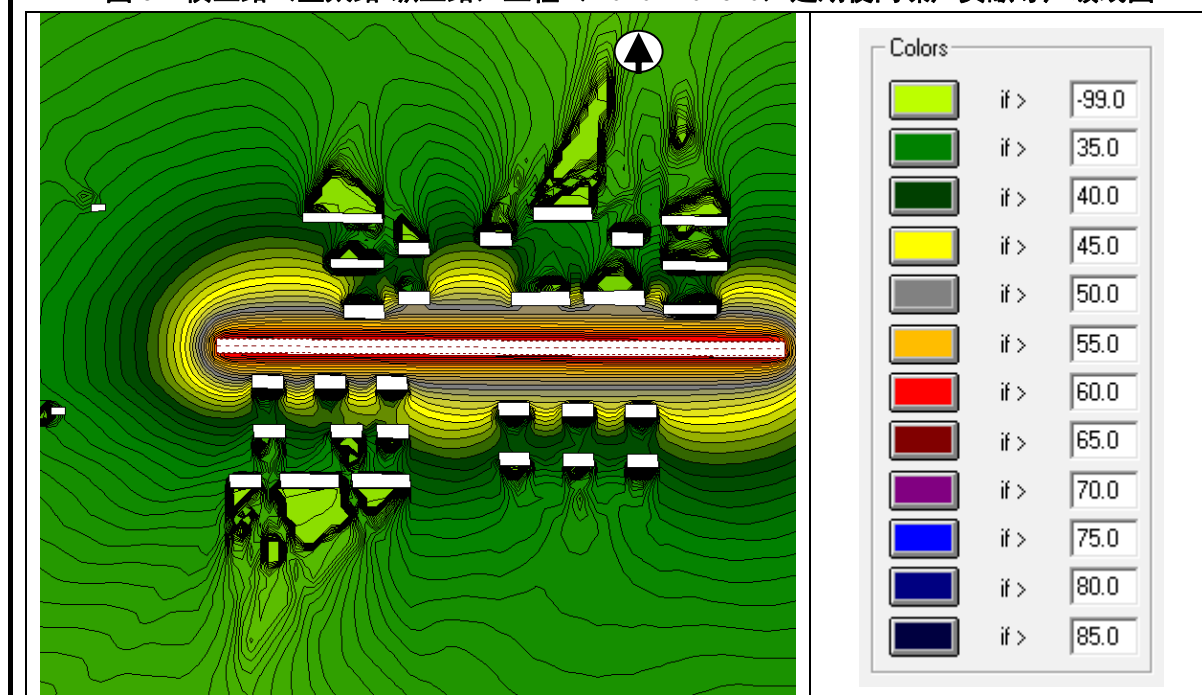 Colors
if > -99.0
if > 35.0
if > 40.0
if > 45.0
if > 50.0
if > 55.0
if > 60.0
if > 65.0
if > 70.0
if > 75.0
if > 80.0
if > 85.0